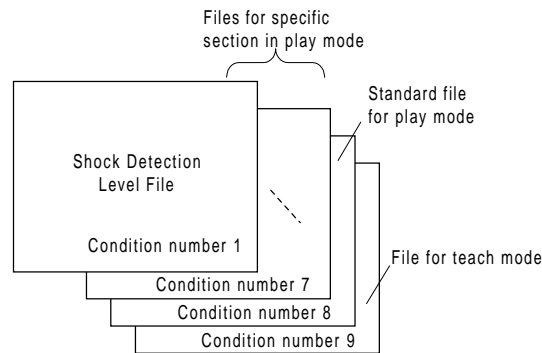 Files for specific
section in play mode
Standard file
for play mode
Shock Detection
Level File
Condition number 1
File for teach mode
Condition number 7
Condition number 8
Condition number 9